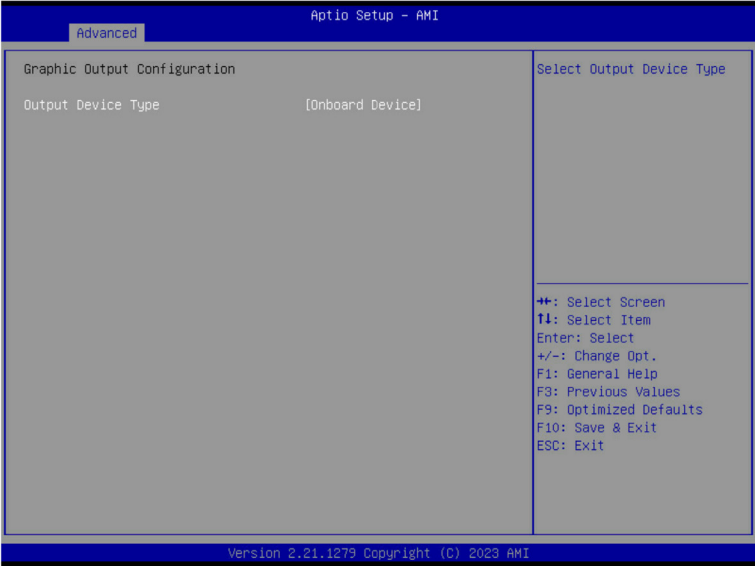 Aptio Setup – AMI
Advanced
Graphic Output Configuration
Output Device Type [Onboard Device]
Select Output Device Type
→←: Select Screen
↑↓: Select Item
Enter: Select
+/-: Change Opt.
F1: General Help
F3: Previous Values
F9: Optimized Defaults
F10: Save & Exit
ESC: Exit
Version 2.21.1279 Copyright (C) 2023 AMI